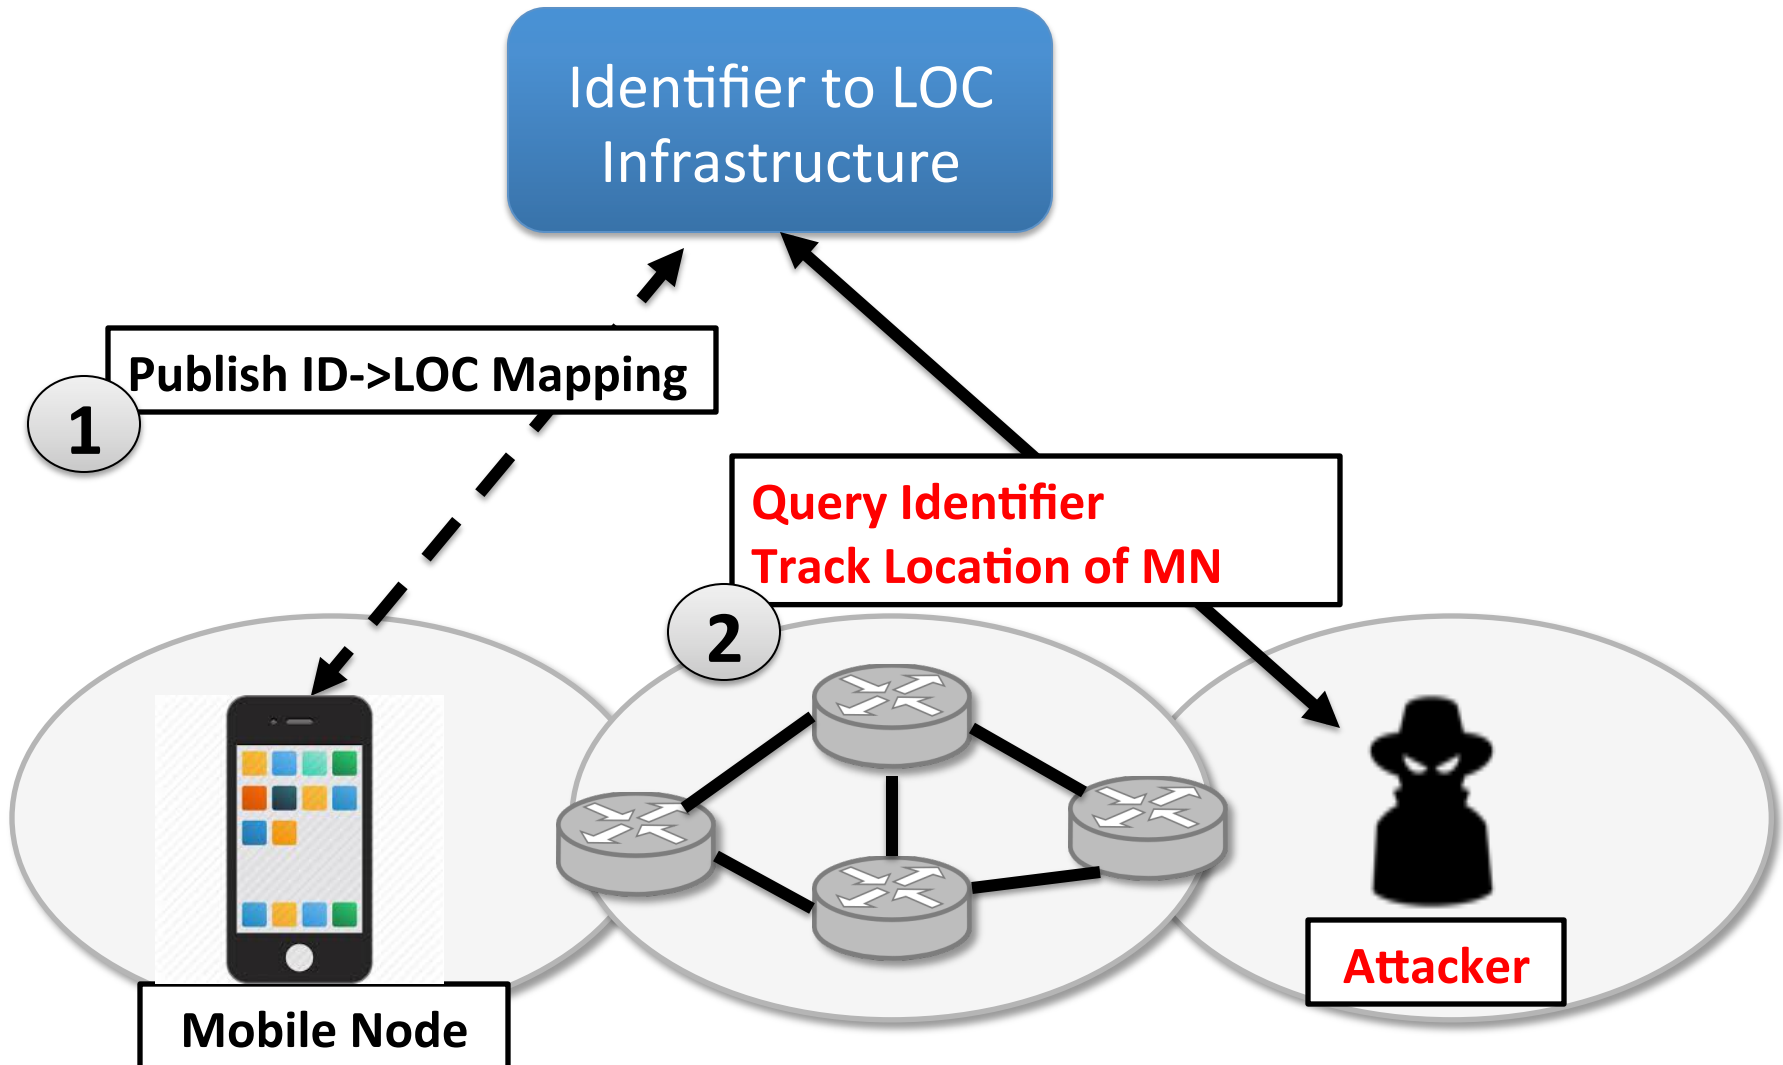 Identifier to LOC
Infrastructure
Publish ID->LOC Mapping
1
Query Identifier
Track Location of MN
2
Attacker
Mobile Node